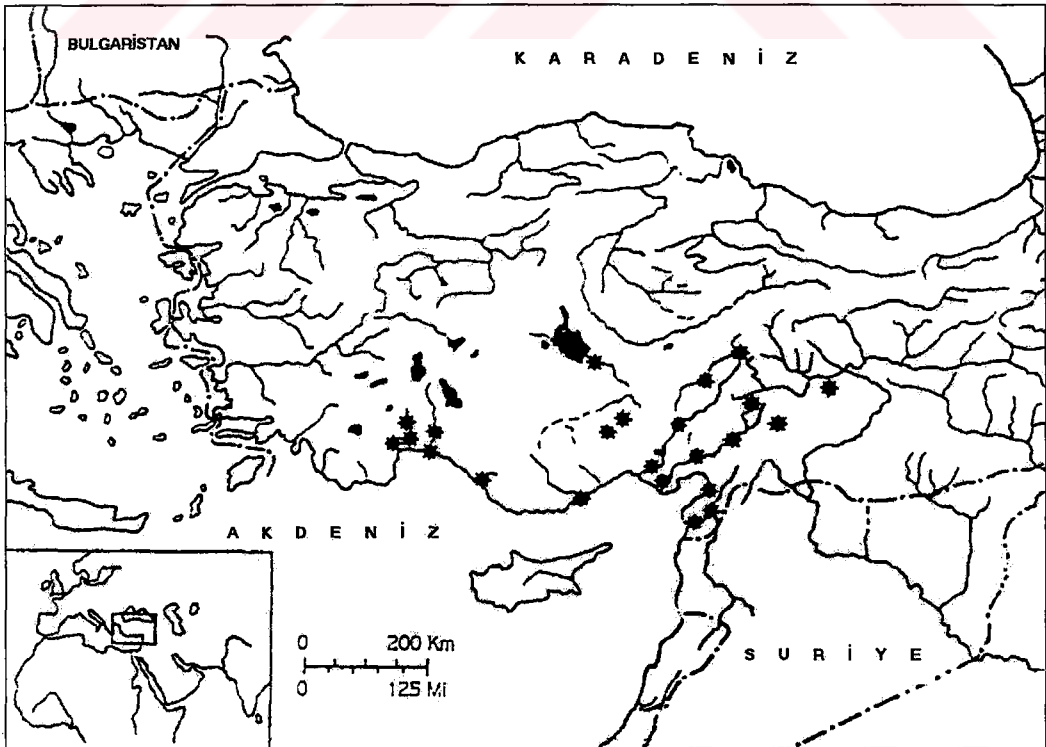 BULGARİSTAN
K A R A D E N İ Z
A K D E N İ Z
0 200 Km
0 125 Mi
S U R İ Y E